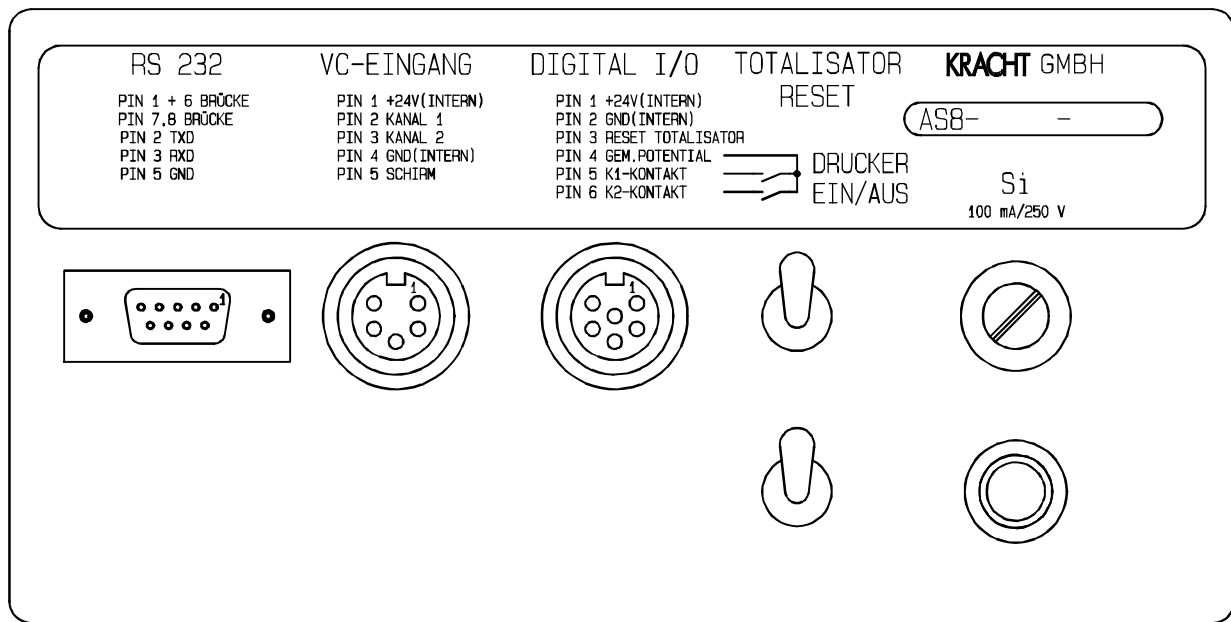 RS 232
PIN 1 + 6 BRÜCKE
PIN 7,8 BRÜCKE
PIN 2 TXD
PIN 3 RXD
PIN 5 GND
VC-EINGANG
PIN 1 +24V(INTERN)
PIN 2 KANAL 1
PIN 3 KANAL 2
PIN 4 GND(INTERN)
PIN 5 SCHIRM
DIGITAL I/O
PIN 1 +24V(INTERN)
PIN 2 GND(INTERN)
PIN 3 RESET TOTALISATOR
PIN 4 GEM.POTENTIAL
PIN 5 K1-KONTAKT
PIN 6 K2-KONTAKT
TOTALISATOR
RESET
DRUCKER
EIN/AUS
KRACHT GMBH
AS8- -
Si
100 mA/250 V
1
1
1